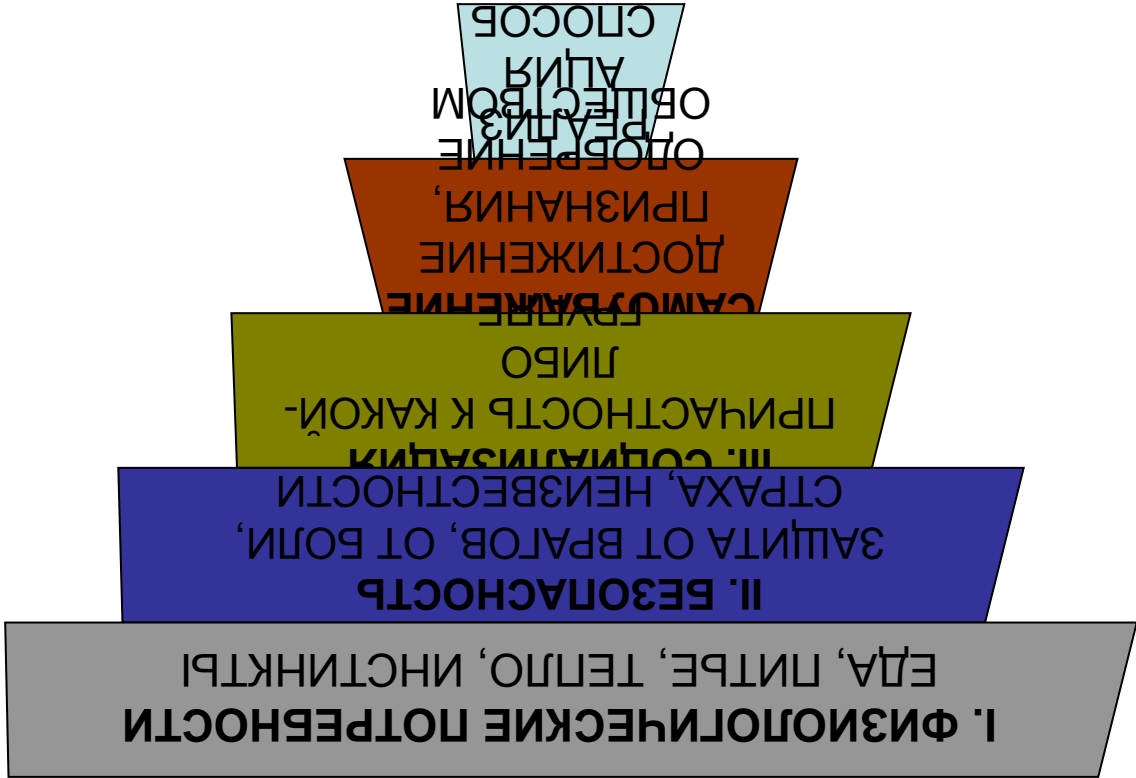 I. ФИЗИОЛОГИЧЕСКИЕ ПОТРЕБНОСТИ
ЕДА, ПИТЬЕ, ТЕПЛО, ИНСТИНКТЫ
II. БЕЗОПАСНОСТЬ
ЗАЩИТА ОТ ВРАГОВ, ОТ БОЛИ,
СТРАХА, НЕИЗВЕСТНОСТИ
III. СОЦИАЛИЗАЦИЯ
ПРИЧАСТНОСТЬ К КАКОЙ-
ЛИБО
ГРУППЕ
САМОУВАЖЕНИЕ
ДОСТИЖЕНИЕ
ПРИЗНАНИЯ,
ОДОБРЕНИЕ
ОБЩЕСТВОМ
РЕАЛИЗ
АЦИЯ
СПОСОБ